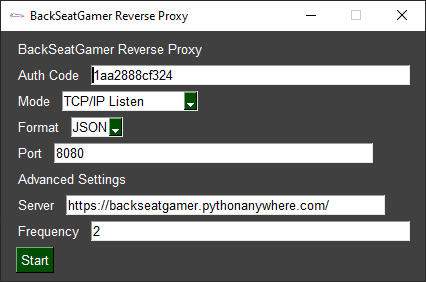 BackSeatGamer Reverse Proxy
BackSeatGamer Reverse Proxy
Auth Code 1aa2888cf324
Mode TCP/IP Listen
Format JSON
Port 8080
Advanced Settings
Server https://backseatgamer.pythonanywhere.com/
Frequency 2
Start